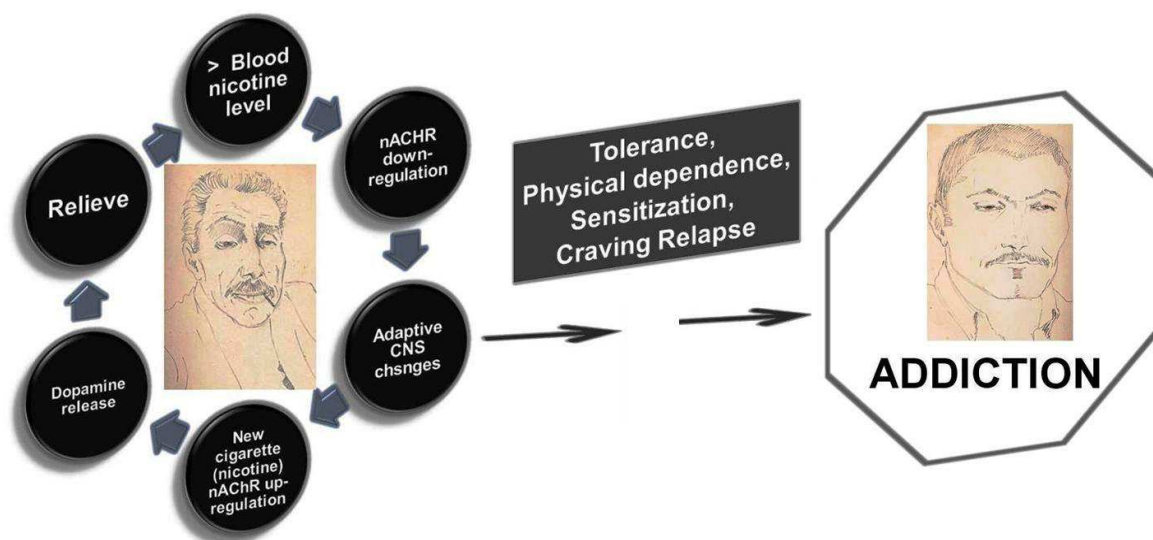 > Blood
nicotine
level
nACHR
down-
regulation
Adaptive
CNS
chsnges
New
cigarette
(nicotine)
nAChR up-
regulation
Dopamine
release
Relieve
Tolerance,
Physical dependence,
Sensitization,
Craving Relapse
ADDICTION